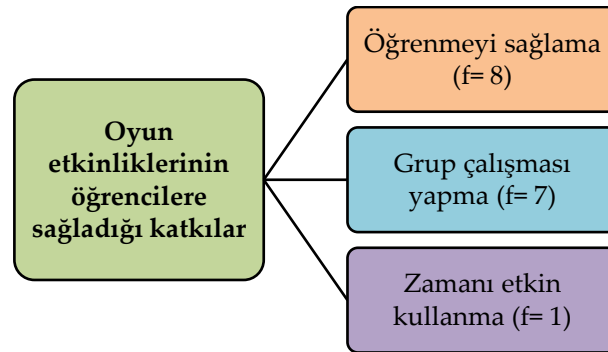 Oyun
etkinliklerinin
öğrencilere
sağladığı katkılar
Öğrenmeyi sağlama
(f= 8)
Grup çalışması
yapma (f= 7)
Zamanı etkin
kullanma (f= 1)